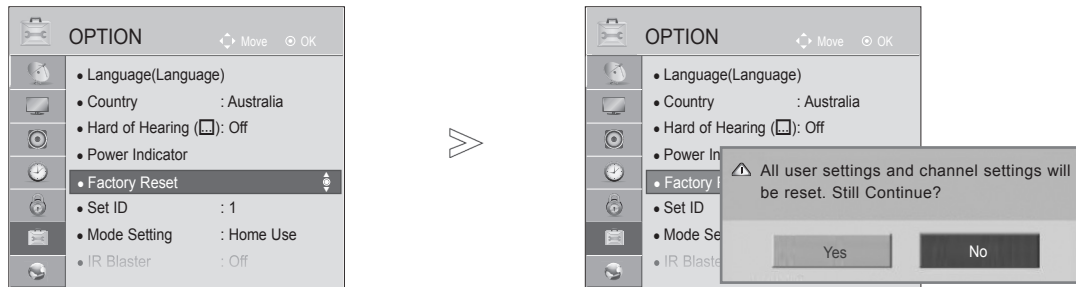 OPTION
Move OK
• Language(Language)
• Country : Australia
• Hard of Hearing ( ): Off
• Power Indicator
• Factory Reset
• Set ID : 1
• Mode Setting : Home Use
• IR Blaster : Off
OPTION
Move OK
• Language(Language)
• Country : Australia
• Hard of Hearing ( ): Off
• Power In
• Factory R
• Set ID
• Mode Se
• IR Blaste
All user settings and channel settings will
be reset. Still Continue?
Yes No